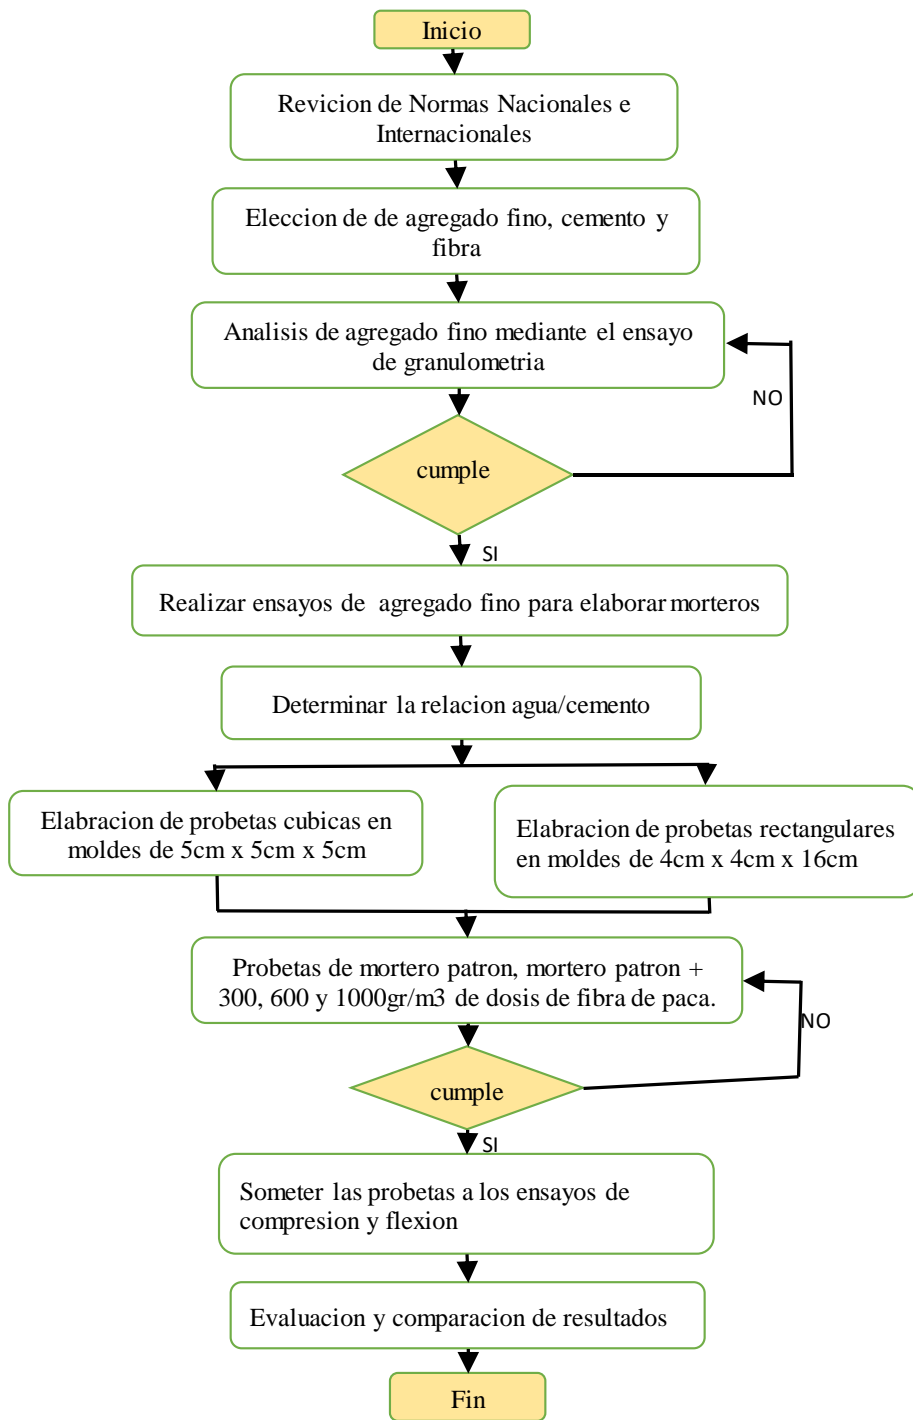 Inicio
Revicion de Normas Nacionales e
Internacionales
Eleccion de de agregado fino, cemento y
fibra
Analisis de agregado fino mediante el ensayo
de granulometria
NO
cumple
SI
Realizar ensayos de agregado fino para elaborar morteros
Determinar la relacion agua/cemento
Elabracion de probetas cubicas en
moldes de 5cm x 5cm x 5cm
Elabracion de probetas rectangulares
en moldes de 4cm x 4cm x 16cm
Probetas de mortero patron, mortero patron +
300, 600 y 1000gr/m3 de dosis de fibra de paca.
NO
cumple
SI
Someter las probetas a los ensayos de
compresion y flexion
Evaluacion y comparacion de resultados
Fin